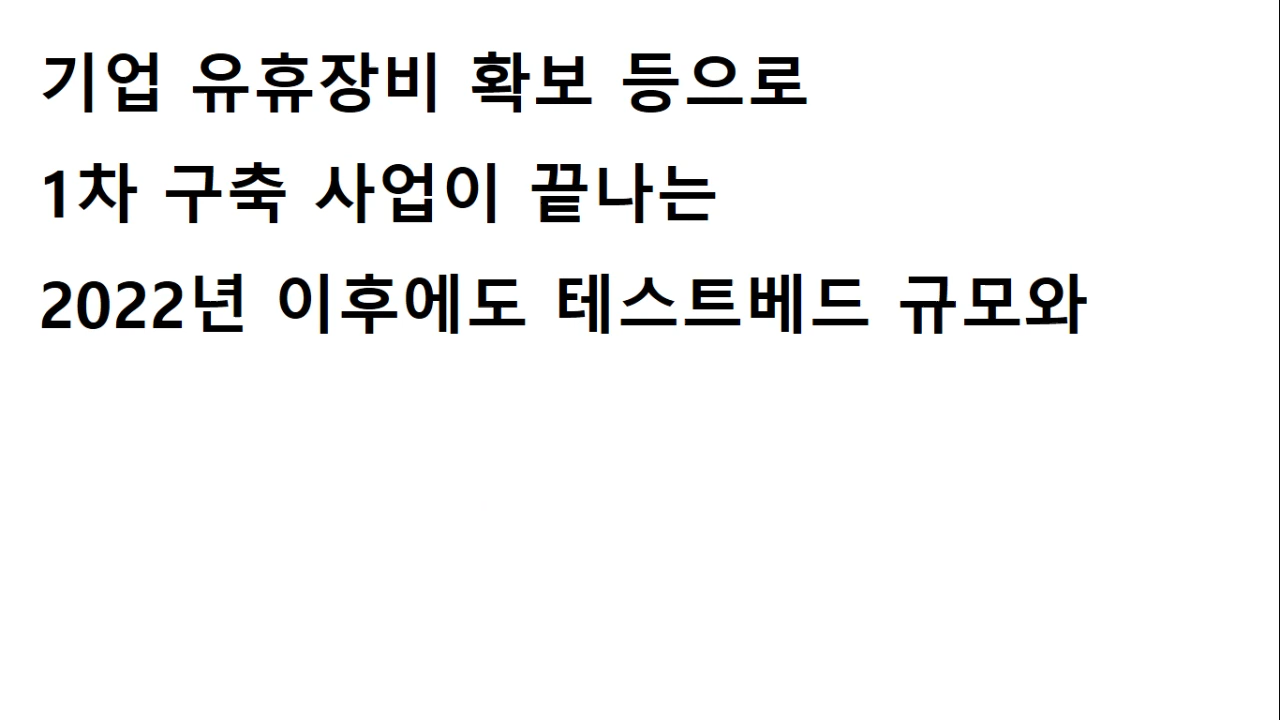 기업 유휴장비 확보 등으로
1차 구축 사업이 끝나는
2022년 이후에도 테스트베드 규모와